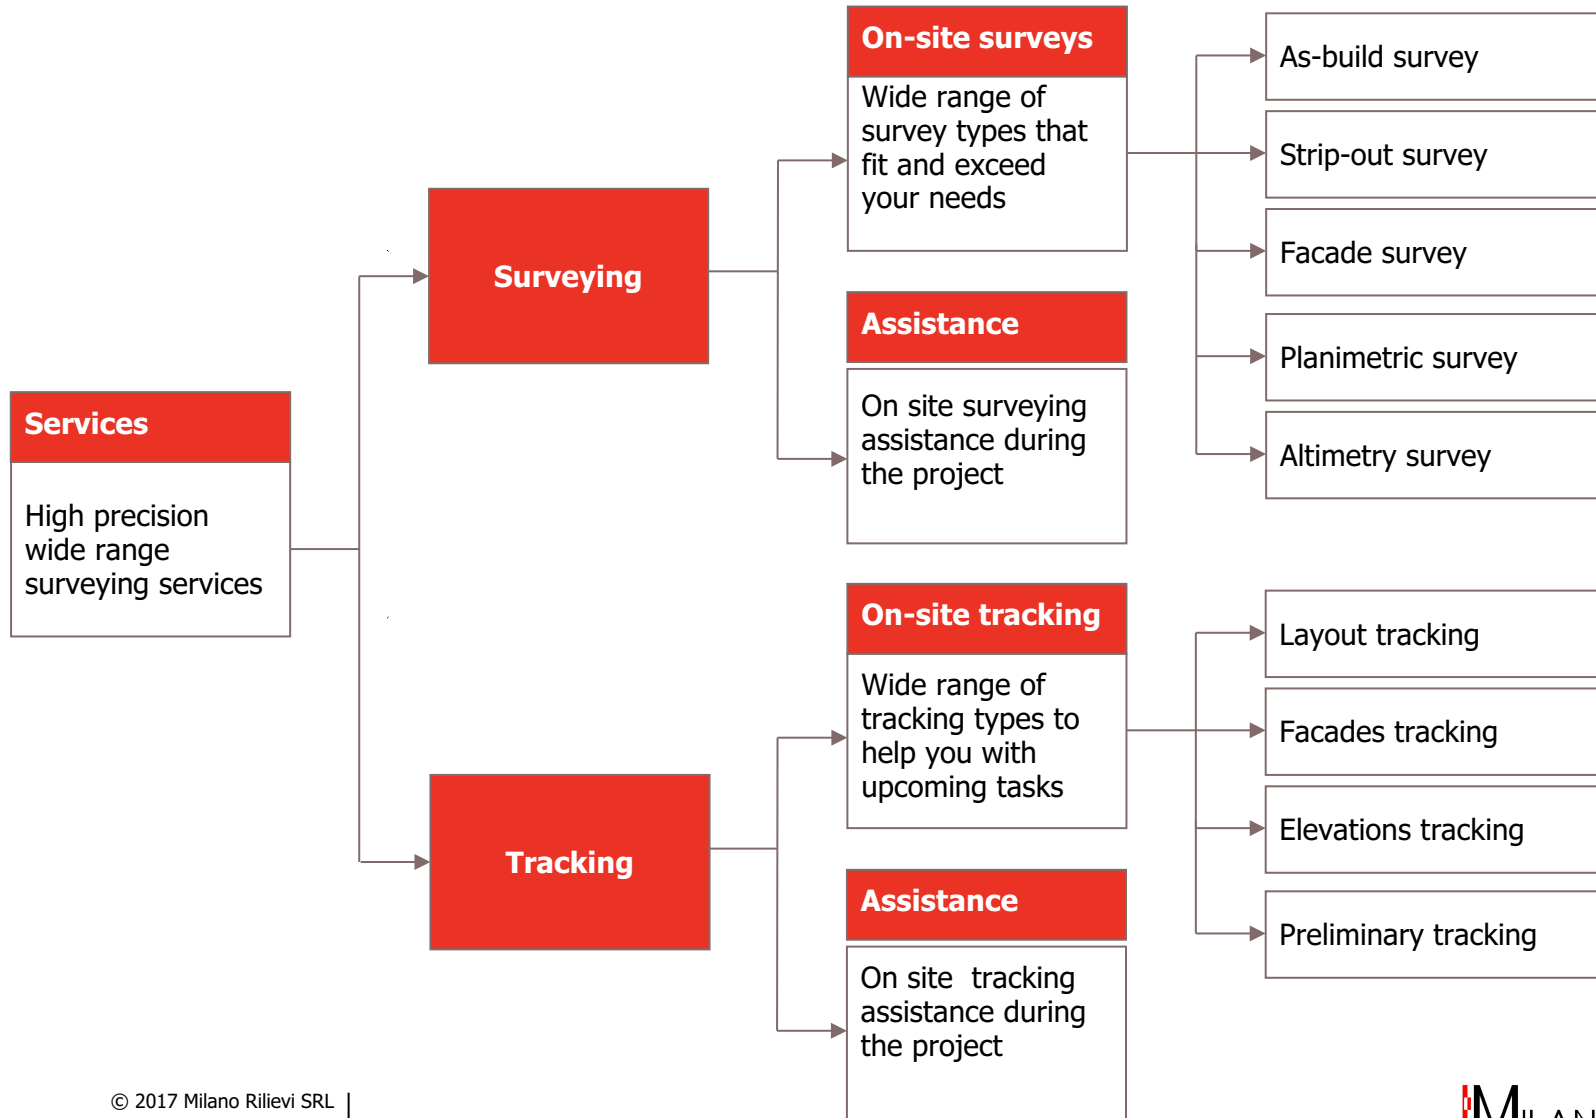 Services
High precision
wide range
surveying services
Surveying
Tracking
On-site surveys
Wide range of
survey types that
fit and exceed
your needs
Assistance
On site surveying
assistance during
the project
On-site tracking
Wide range of
tracking types to
help you with
upcoming tasks
Assistance
On site  tracking
assistance during
the project
As-build survey
Strip-out survey
Facade survey
Planimetric survey
Altimetry survey
Layout tracking
Facades tracking
Elevations tracking
Preliminary tracking
© 2017 Milano Rilievi SRL |